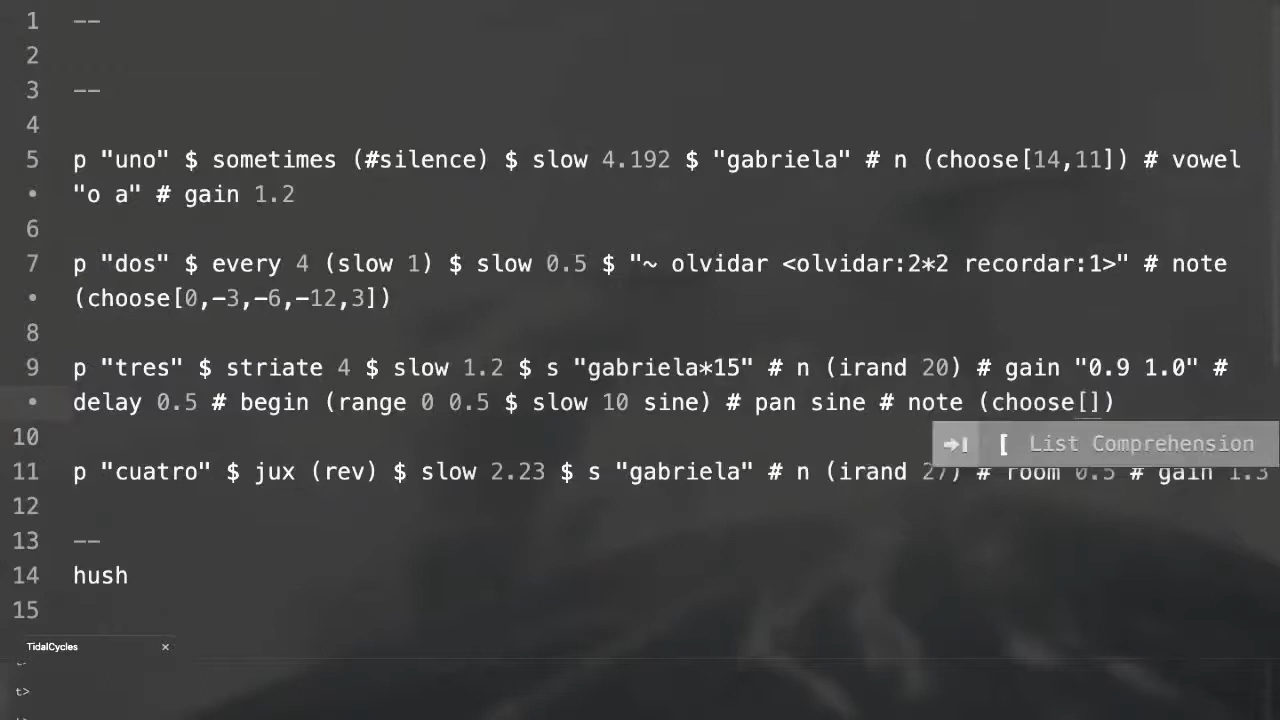 1 --
2
3 --
4
5 p "uno" $ sometimes (#silence) $ slow 4.192 $ "gabriela" # n (choose[14,11]) # vowel
• "o a" # gain 1.2
6
7 p "dos" $ every 4 (slow 1) $ slow 0.5 $ "~ olvidar <olvidar:2*2 recordar:1>" # note
• (choose[0,-3,-6,-12,3])
8
9 p "tres" $ striate 4 $ slow 1.2 $ s "gabriela*15" # n (irand 20) # gain "0.9 1.0" #
• delay 0.5 # begin (range 0 0.5 $ slow 10 sine) # pan sine # note (choose[])
10
[ List Comprehension
11 p "cuatro" $ jux (rev) $ slow 2.23 $ s "gabriela" # n (irand 27) # room 0.5 # gain 1.3
12
13 --
14 hush
15
TidalCycles ×
t>